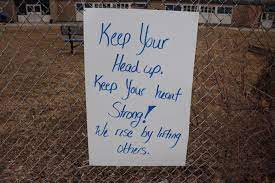 Keep Your
Head up.
Keep Your heart
Strong!
We rise by lifting
others.